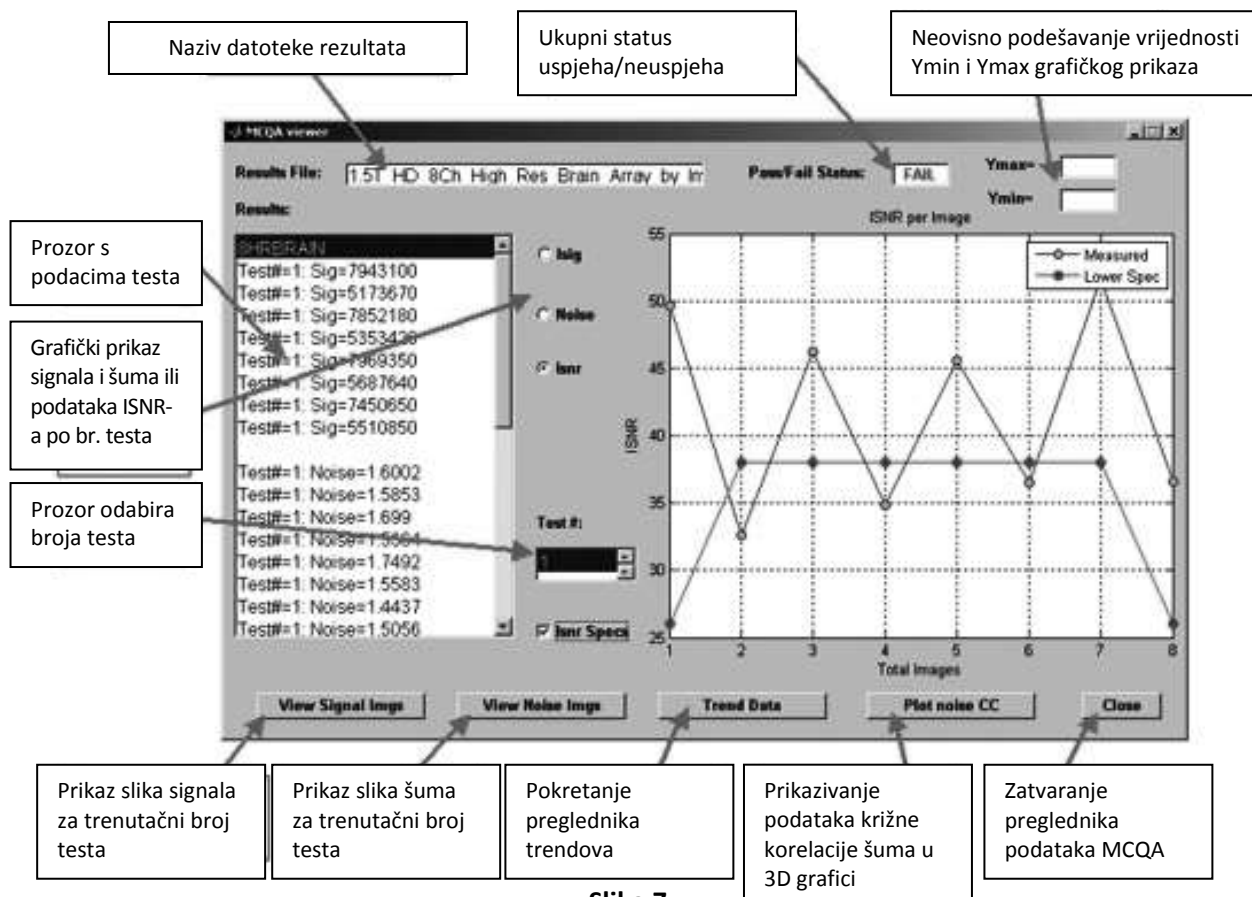 Naziv datoteke rezultata
Ukupni status
uspjeha/neuspjeha
Neovisno podešavanje vrijednosti
Ymin i Ymax grafičkog prikaza
MCQA viewer
Results File:
1.5T HD 8Ch High Res Brain Array by Im
Pass/Fail Status:
FAIL
Ymax=
Ymin=
Results:
Prozor s
podacima testa
Grafički prikaz
signala i šuma ili
podataka ISNR-
a po br. testa
Prozor odabira
broja testa
8HRBRAIN
Test#=1: Sig=7943100
Test#=1: Sig=5173670
Test#=1: Sig=7852180
Test#=1:
Test#=1: Sig=7969350
Test#=1: Sig=5687640
Test#=1: Sig=7450650
Test#=1: Sig=5510850
Test#=1: Noise=1.6002
Test#=1: Noise=1.5853
Test#=1: Noise=1.699
Test#=1:
Test#=1: Noise=1.7492
Test#=1: Noise=1.5583
Test#=1: Noise=1.4437
Test#=1: Noise=1.5056
Isig
Noise
Isnr
Test #:
1
Isnr Specs
ISNR per Image
Measured
Lower Spec
ISNR
55
50
45
40
35
30
25
1 2 3 4 5 6 7 8
Total Images
View Signal Imgs
View Noise Imgs
Trend Data
Plot noise CC
Close
Prikaz slika signala
za trenutačni broj
testa
Prikaz slika šuma
za trenutačni broj
testa
Pokretanje
preglednika
trendova
Prikazivanje
podataka križne
korelacije šuma u
3D grafici
Zatvaranje
preglednika
podataka MCQA